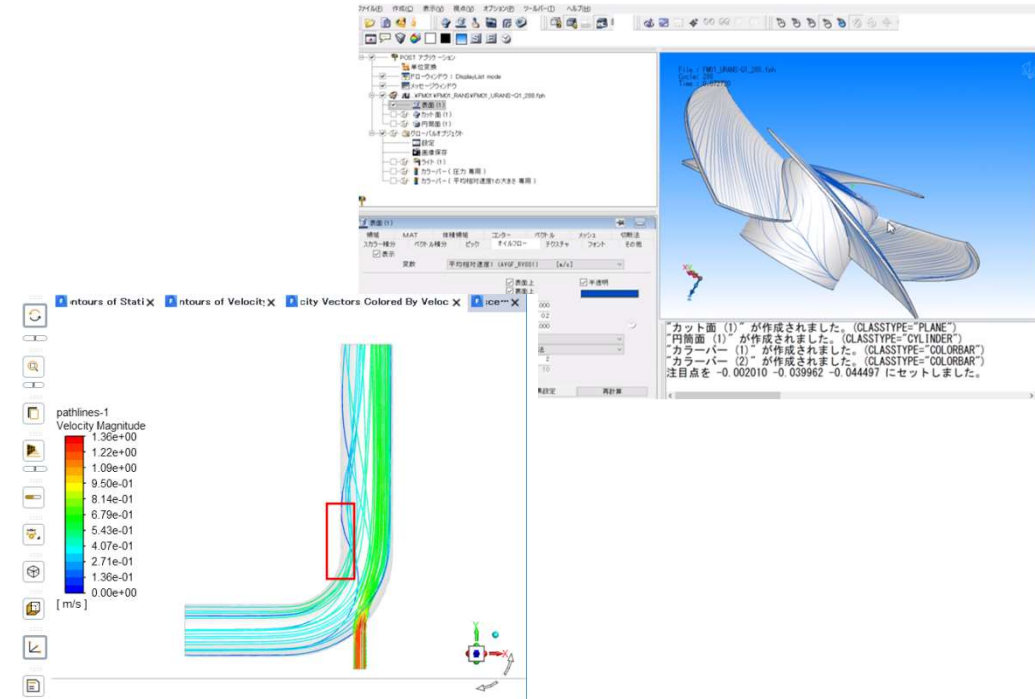 ファイル(F) 作成(C) 表示(V) 視点(V) オプション(P) ツールバー(T) ヘルプ(H)
POST アプリケーション
単位変換
ドローウィンドウ : DisplayList mode
メッセージウィンドウ
表面 (1)
カット面 (1)
円筒面 (1)
グローバルオブジェクト
設定
画像保存
ライト (1)
カラーバー ( 圧力 専用 )
カラーバー ( 平均相対速度1の大きさ 専用 )
File : FM01_URANS-Q1_288.fph
Cycle: 288
表面 (1)
領域 MAT 体積領域 コンター ベクトル メッシュ 切断法
スカラー積分 ベクトル積分 ピック オイルフロー テクスチャ フォント その他
表示
変数 平均相対速度1 [m/s]
表面上 半透明
裏面上
再計算
"カット面 (1)" が作成されました。(CLASSTYPE="PLANE")
"円筒面 (1)" が作成されました。(CLASSTYPE="CYLINDER")
"カラーバー (1)" が作成されました。(CLASSTYPE="COLORBAR")
"カラーバー (2)" が作成されました。(CLASSTYPE="COLORBAR")
注目点を -0.002010 -0.039962 -0.044497 にセットしました。
ntours of Stati ntours of Velocity city Vectors Colored By Veloc
pathlines-1
Velocity Magnitude
1.36e+00
1.22e+00
1.09e+00
9.50e-01
8.14e-01
6.79e-01
5.43e-01
4.07e-01
2.71e-01
1.36e-01
0.00e+00
[ m/s ]
Y
X